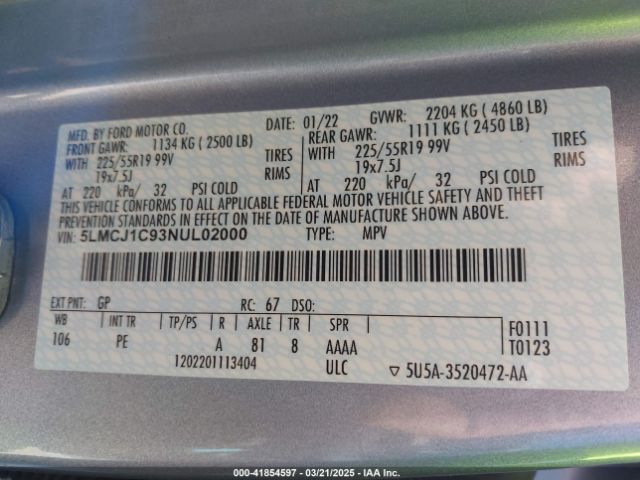 MFD. BY FORD MOTOR CO. DATE: 01/22 GVWR: 2204 KG ( 4860 LB)
FRONT GAWR: 1134 KG ( 2500 LB) REAR GAWR: 1111 KG ( 2450 LB)
WITH 225/55R19 99V TIRES WITH 225/55R19 99V TIRES
19x7.5J RIMS 19x7.5J RIMS
AT 220 kPa/ 32 PSI COLD AT 220 kPa/ 32 PSI COLD
THIS VEHICLE CONFORMS TO ALL APPLICABLE FEDERAL MOTOR VEHICLE SAFETY AND THEFT
PREVENTION STANDARDS IN EFFECT ON THE DATE OF MANUFACTURE SHOWN ABOVE.
VIN: 5LMCJ1C93NUL02000 TYPE: MPV
EXT PNT: GP RC: 67 DSO:
WB INT TR TP/PS R AXLE TR SPR F0111
106 PE A 81 8 AAAA T0123
1202201113404 ULC ▽ 5U5A-3520472-AA
000-41854597 - 03/21/2025 - IAA Inc.